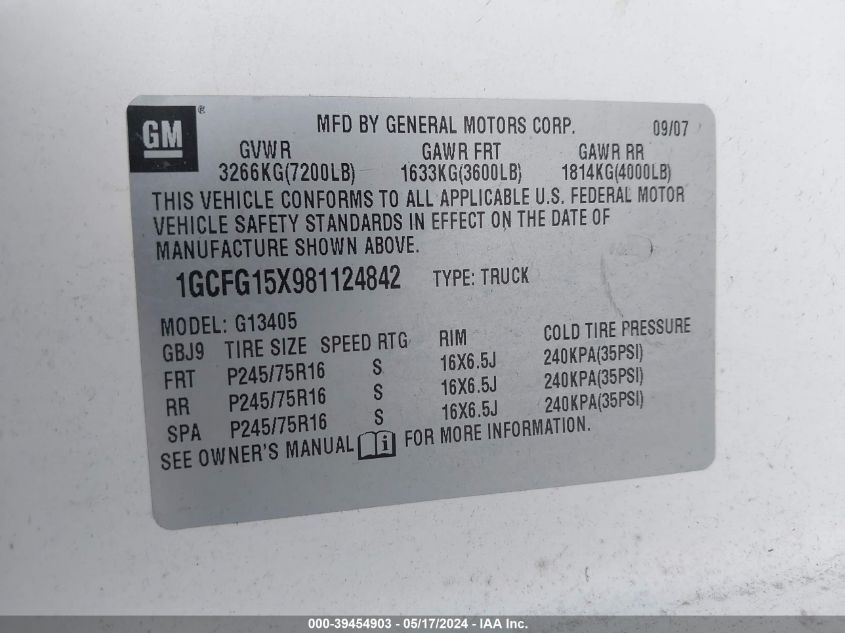 GM ® MFD BY GENERAL MOTORS CORP. 09/07
GVWR GAWR FRT GAWR RR
3266KG(7200LB) 1633KG(3600LB) 1814KG(4000LB)
THIS VEHICLE CONFORMS TO ALL APPLICABLE U.S. FEDERAL MOTOR
VEHICLE SAFETY STANDARDS IN EFFECT ON THE DATE OF
MANUFACTURE SHOWN ABOVE.
1GCFG15X981124842 TYPE: TRUCK
MODEL: G13405
GBJ9 TIRE SIZE SPEED RTG RIM COLD TIRE PRESSURE
FRT P245/75R16 S 16X6.5J 240KPA(35PSI)
RR P245/75R16 S 16X6.5J 240KPA(35PSI)
SPA P245/75R16 S 16X6.5J 240KPA(35PSI)
SEE OWNER'S MANUAL i FOR MORE INFORMATION.
000-39454903 - 05/17/2024 - IAA Inc.